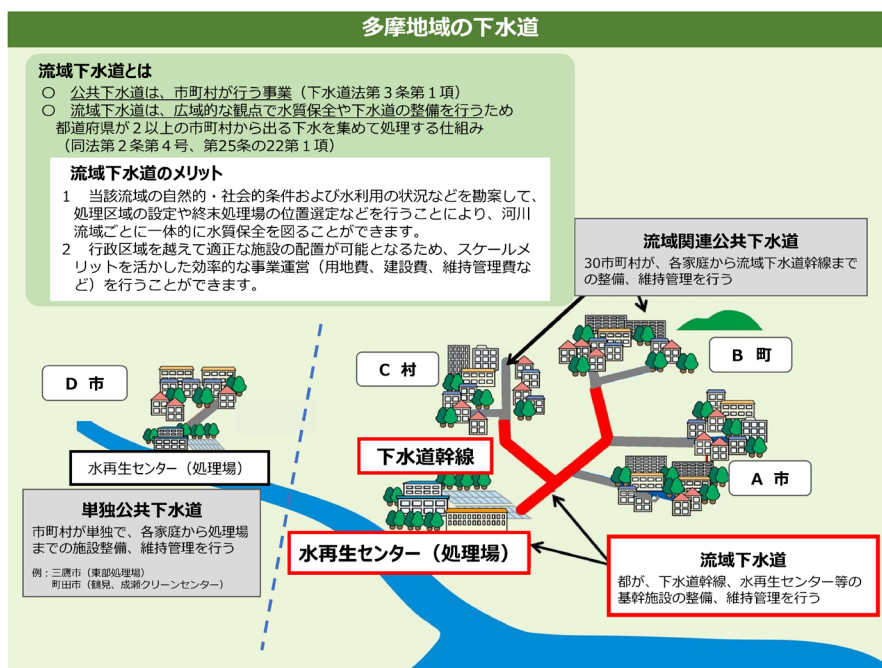 多摩地域の下水道
流域下水道とは
○ 公共下水道は、市町村が行う事業（下水道法第３条第１項）
○ 流域下水道は、広域的な観点で水質保全や下水道の整備を行うため
都道府県が２以上の市町村から出る下水を集めて処理する仕組み
（同法第２条第４号、第25条の22第１項）
流域下水道のメリット
1 当該流域の自然的・社会的条件および水利用の状況などを勘案して、
処理区域の設定や終末処理場の位置選定などを行うことにより、河川
流域ごとに一体的に水質保全を図ることができます。
2 行政区域を越えて適正な施設の配置が可能となるため、スケールメ
リットを活かした効率的な事業運営（用地費、建設費、維持管理費な
ど）を行うことができます。
流域関連公共下水道
30市町村が、各家庭から流域下水道幹線まで
の整備、維持管理を行う
C 村
B 町
D 市
下水道幹線
A 市
水再生センター（処理場）
単独公共下水道
市町村が単独で、各家庭から処理場
までの施設整備、維持管理を行う
例：三鷹市（東部処理場）
町田市（鶴見、成瀬クリーンセンター）
水再生センター（処理場）
流域下水道
都が、下水道幹線、水再生センター等の
基幹施設の整備、維持管理を行う